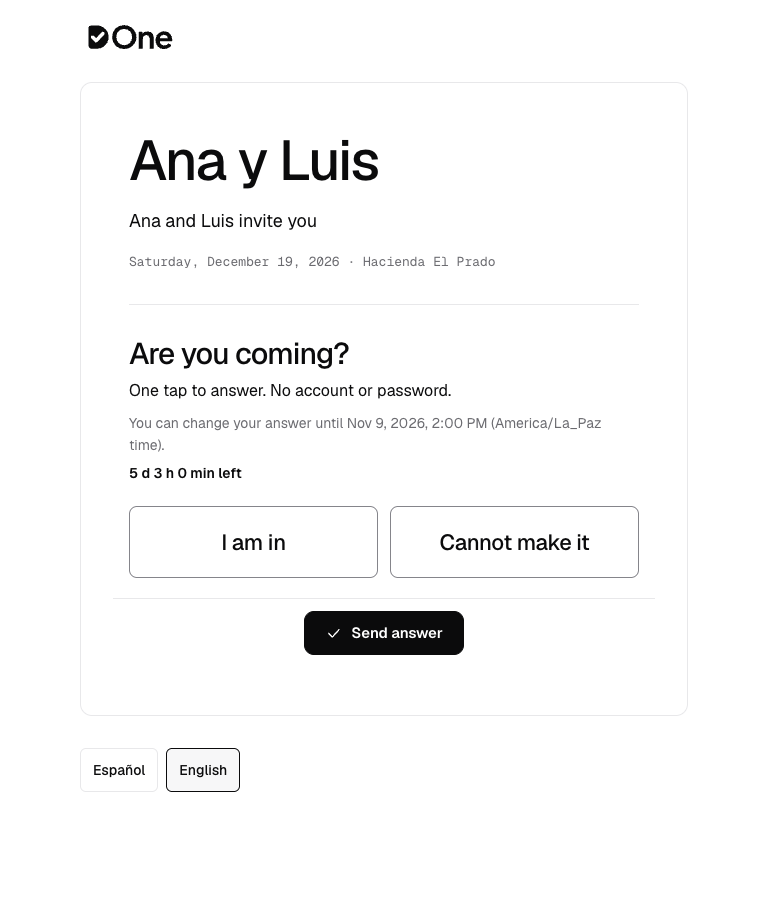 One
Ana y Luis
Ana and Luis invite you
Saturday, December 19, 2026 · Hacienda El Prado
Are you coming?
One tap to answer. No account or password.
You can change your answer until Nov 9, 2026, 2:00 PM (America/La_Paz
time).
5 d 3 h 0 min left
I am in
Cannot make it
Send answer
Español
English